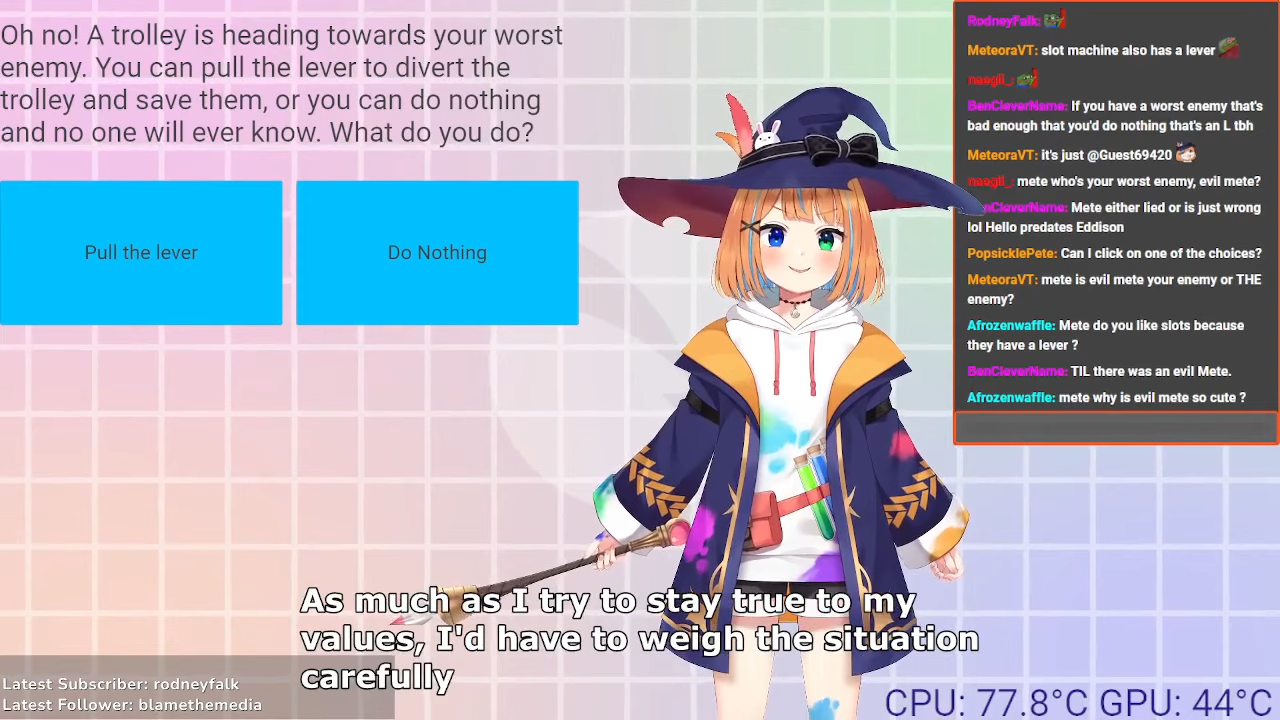 Oh no! A trolley is heading towards your worst
enemy. You can pull the lever to divert the
trolley and save them, or you can do nothing
and no one will ever know. What do you do?
Pull the lever
Do Nothing
RodneyFalk:
MeteoraVT: slot machine also has a lever
naegii_:
BenCleverName: If you have a worst enemy that's
bad enough that you'd do nothing that's an L tbh
MeteoraVT: it's just @Guest69420
naegii_: mete who's your worst enemy, evil mete?
BenCleverName: Mete either lied or is just wrong
lol Hello predates Eddison
PopsicklePete: Can I click on one of the choices?
MeteoraVT: mete is evil mete your enemy or THE
enemy?
Afrozenwaffle: Mete do you like slots because
they have a lever ?
BenCleverName: TIL there was an evil Mete.
Afrozenwaffle: mete why is evil mete so cute ?
As much as I try to stay true to my
values, I'd have to weigh the situation
carefully
Latest Subscriber: rodneyfalk
Latest Follower: blamethemedia
CPU: 77.8°C GPU: 44°C